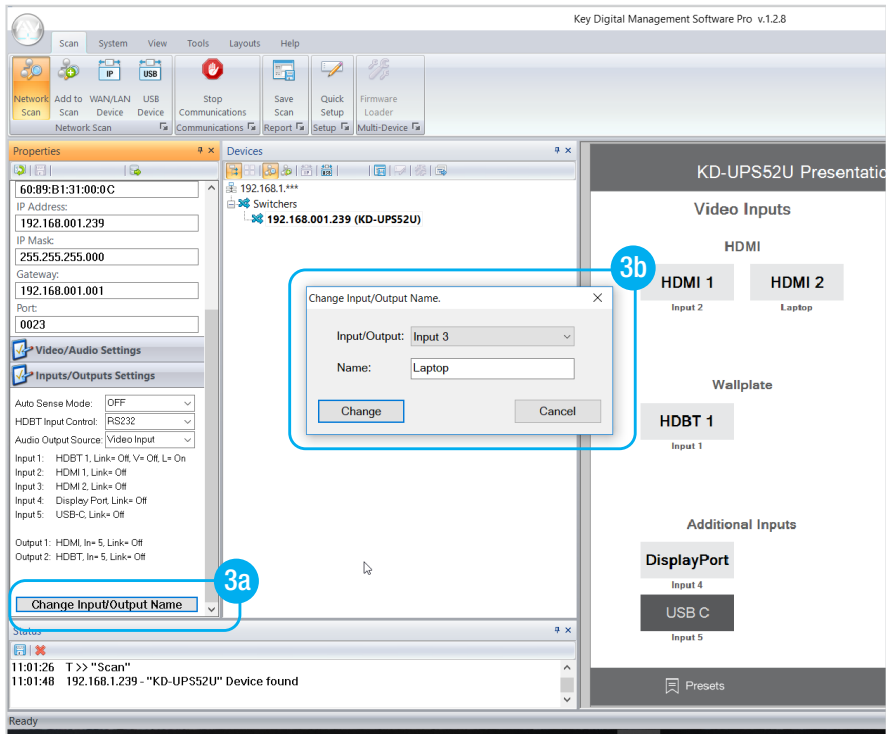 Key Digital Management Software Pro v.1.2.8
Scan System View Tools Layouts Help
Network Scan
Add to Scan
WAN/LAN Device
IP
USB Device
USB
Stop Communications
Save Scan
Quick Setup
Firmware Loader
Network Scan
Communications
Report
Setup
Multi-Device
Properties
60:89:B1:31:00:0C
IP Address:
192.168.001.239
IP Mask:
255.255.255.000
Gateway:
192.168.001.001
Port:
0023
Video/Audio Settings
Inputs/Outputs Settings
Auto Sense Mode: OFF
HDBT Input Control: RS232
Audio Output Source: Video Input
Input 1: HDBT 1, Link= Off, V= Off, L= On
Input 2: HDMI 1, Link= Off
Input 3: HDMI 2, Link= Off
Input 4: Display Port, Link= Off
Input 5: USB-C, Link= Off
Output 1: HDMI, In= 5, Link= Off
Output 2: HDBT, In= 5, Link= Off
3a
Change Input/Output Name
Devices
192.168.1.***
Switchers
192.168.001.239 (KD-UPS52U)
3b
Change Input/Output Name.
Input/Output: Input 3
Name: Laptop
Change Cancel
KD-UPS52U Presentatio
Video Inputs
HDMI
HDMI 1 HDMI 2
Input 2 Laptop
Wallplate
HDBT 1
Input 1
Additional Inputs
DisplayPort
Input 4
USB C
Input 5
Presets
Status
11:01:26 T >> "Scan"
11:01:48 192.168.1.239 - "KD-UPS52U" Device found
Ready